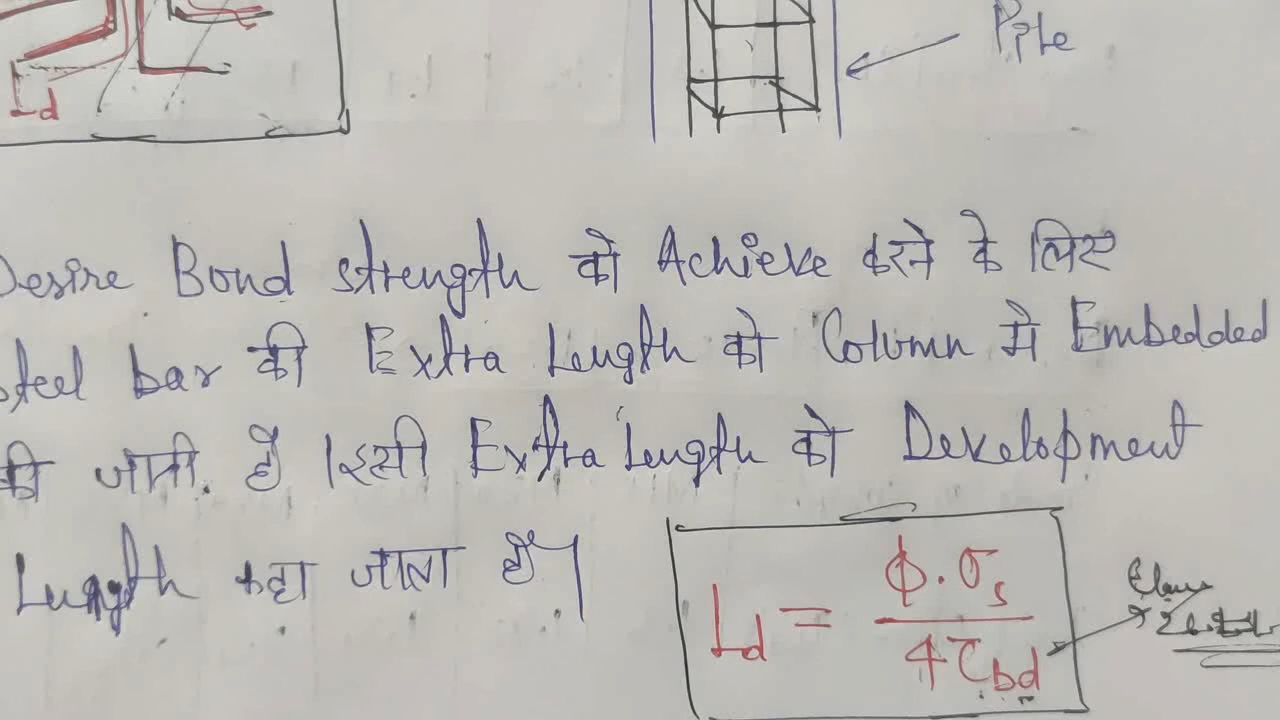 Ld
Pile
Desire Bond strength को Achieve करने के लिए
steel bar की Extra Length को Column मे Embedded
की जाती है। इसी Extra Length को Development
Length कहा जाता है।
Ld = φ.σs / 4τbd